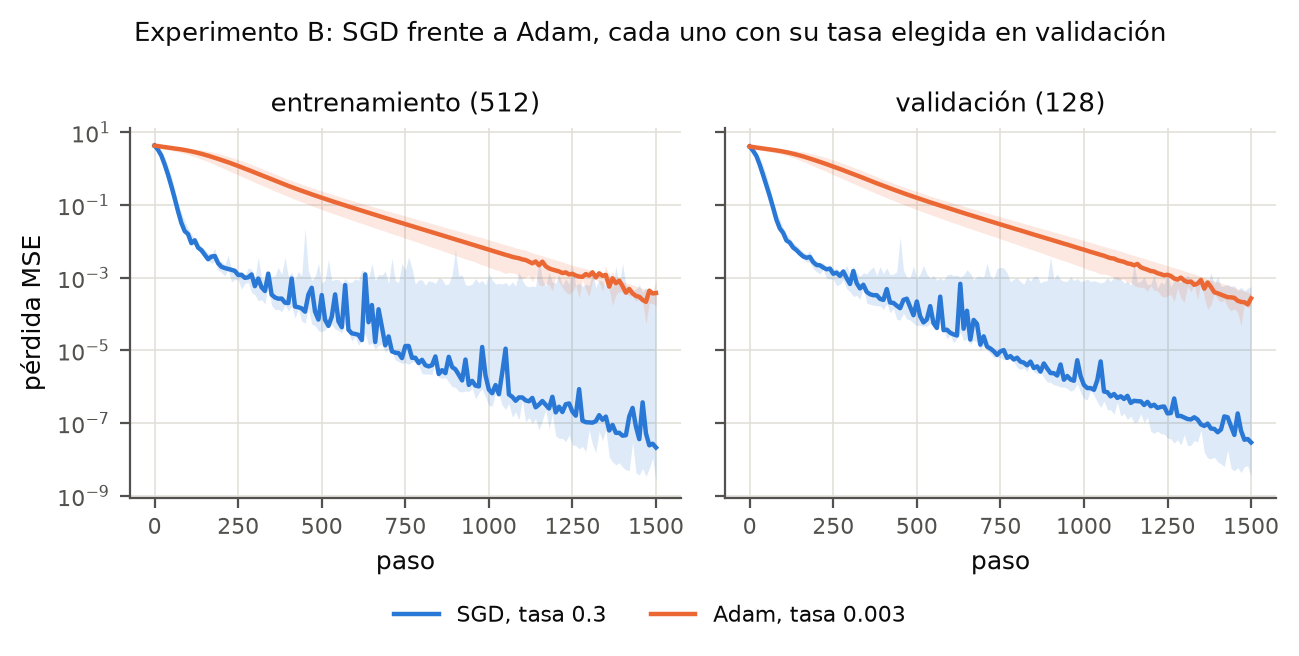 Experimento B: SGD frente a Adam, cada uno con su tasa elegida en validación
entrenamiento (512)
validación (128)
pérdida MSE
10^1
10^-1
10^-3
10^-5
10^-7
10^-9
0 250 500 750 1000 1250 1500
0 250 500 750 1000 1250 1500
paso
paso
SGD, tasa 0.3
Adam, tasa 0.003